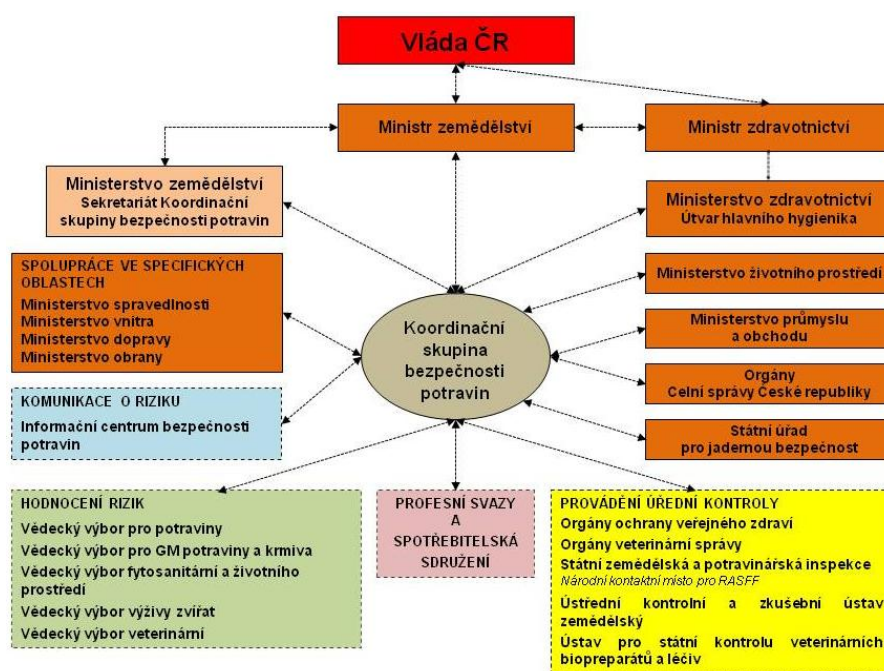 Vláda ČR
Ministr zemědělství
Ministr zdravotnictví
Ministerstvo zemědělství
Sekretariát Koordinační
skupiny bezpečnosti potravin
Ministerstvo zdravotnictví
Útvar hlavního hygienika
SPOLUPRÁCE VE SPECIFICKÝCH
OBLASTECH
Ministerstvo spravedlnosti
Ministerstvo vnitra
Ministerstvo dopravy
Ministerstvo obrany
Ministerstvo životního prostředí
Koordinační
skupina
bezpečnosti
potravin
Ministerstvo průmyslu
a obchodu
Orgány
Celní správy České republiky
KOMUNIKACE O RIZIKU
Informační centrum bezpečnosti
potravin
Státní úřad
pro jadernou bezpečnost
HODNOCENÍ RIZIK
Vědecký výbor pro potraviny
Vědecký výbor pro GM potraviny a krmiva
Vědecký výbor fytosanitární a životního
prostředí
Vědecký výbor výživy zvířat
Vědecký výbor veterinární
PROFESNÍ SVAZY
A
SPOTŘEBITELSKÁ
SDRUŽENÍ
PROVÁDĚNÍ ÚŘEDNÍ KONTROLY
Orgány ochrany veřejného zdraví
Orgány veterinární správy
Státní zemědělská a potravinářská inspekce
Národní kontaktní místo pro RASFF
Ústřední kontrolní a zkušební ústav
zemědělský
Ústav pro státní kontrolu veterinárních
biopreparátů a léčiv